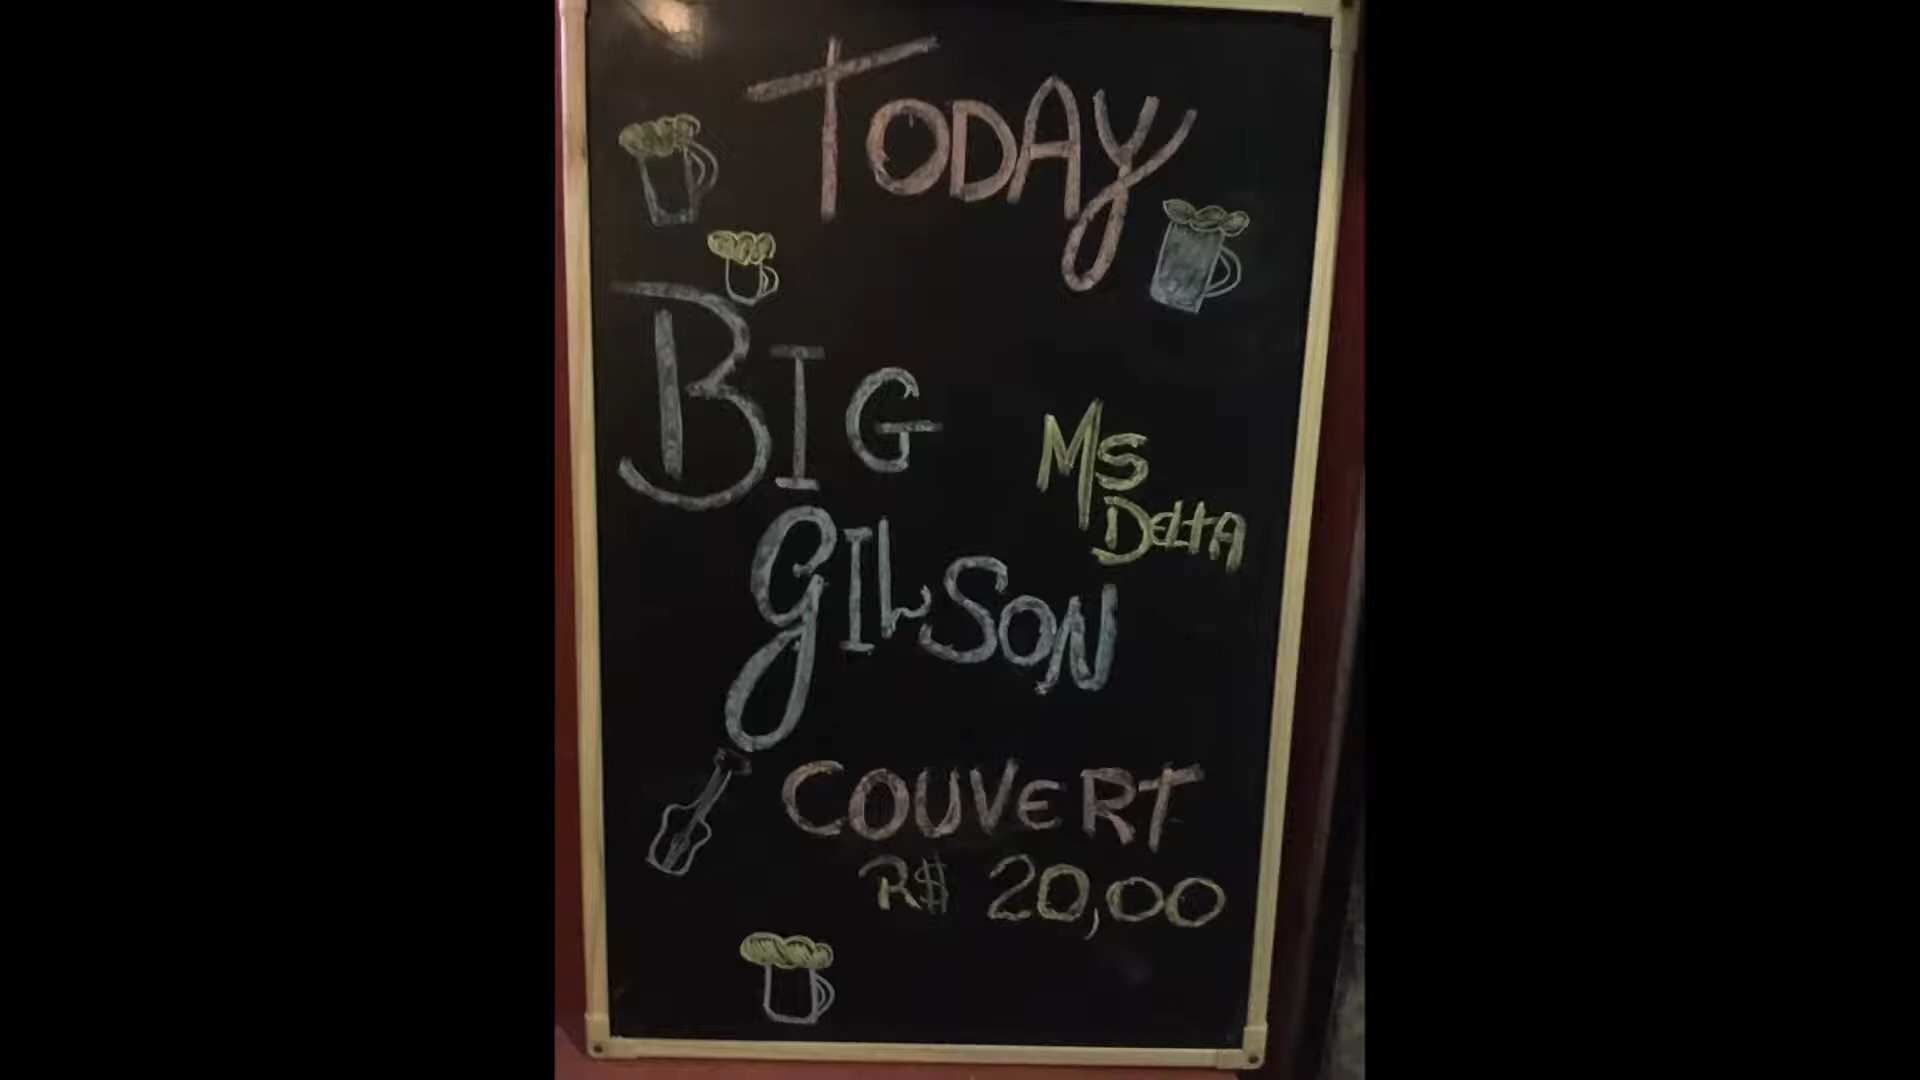 TODAY
BIG
MS
DELTA
GILSON
COUVERT
R$ 20,00